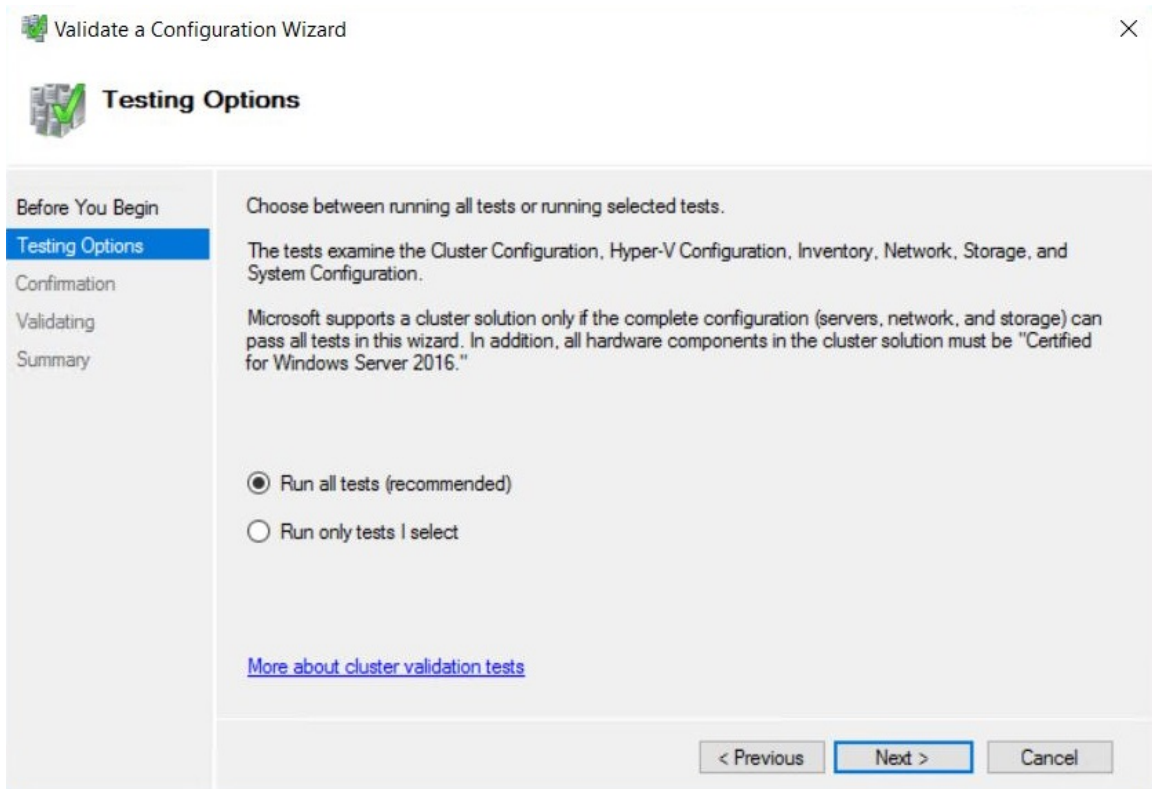 Validate a Configuration Wizard
Testing Options
Before You Begin
Testing Options
Confirmation
Validating
Summary
Choose between running all tests or running selected tests.
The tests examine the Cluster Configuration, Hyper-V Configuration, Inventory, Network, Storage, and
System Configuration.
Microsoft supports a cluster solution only if the complete configuration (servers, network, and storage) can
pass all tests in this wizard. In addition, all hardware components in the cluster solution must be "Certified
for Windows Server 2016."
Run all tests (recommended)
Run only tests I select
More about cluster validation tests
< Previous
Next >
Cancel